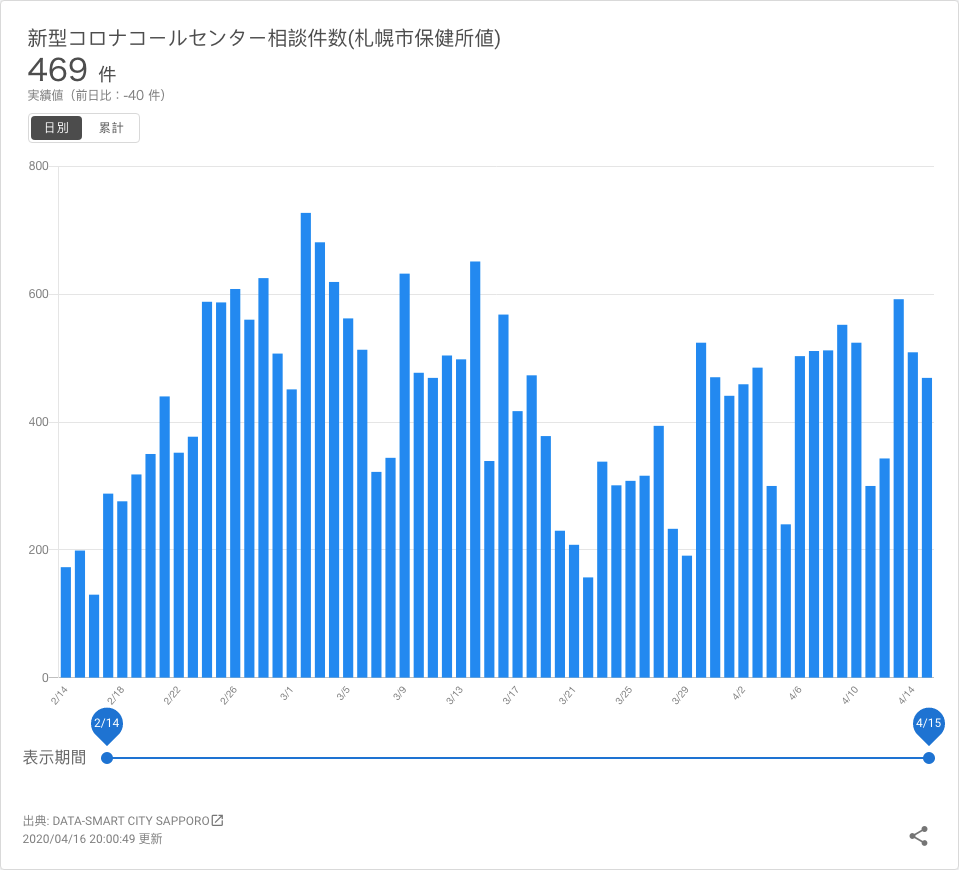 新型コロナコールセンター相談件数(札幌市保健所値)
469 件
実績値（前日比：-40 件）
日別 累計
800
600
400
200
0
2/14 2/18 2/22 2/26 3/1 3/5 3/9 3/13 3/17 3/21 3/25 3/29 4/2 4/6 4/10 4/14
2/14 4/15
表示期間
出典: DATA-SMART CITY SAPPORO
2020/04/16 20:00:49 更新